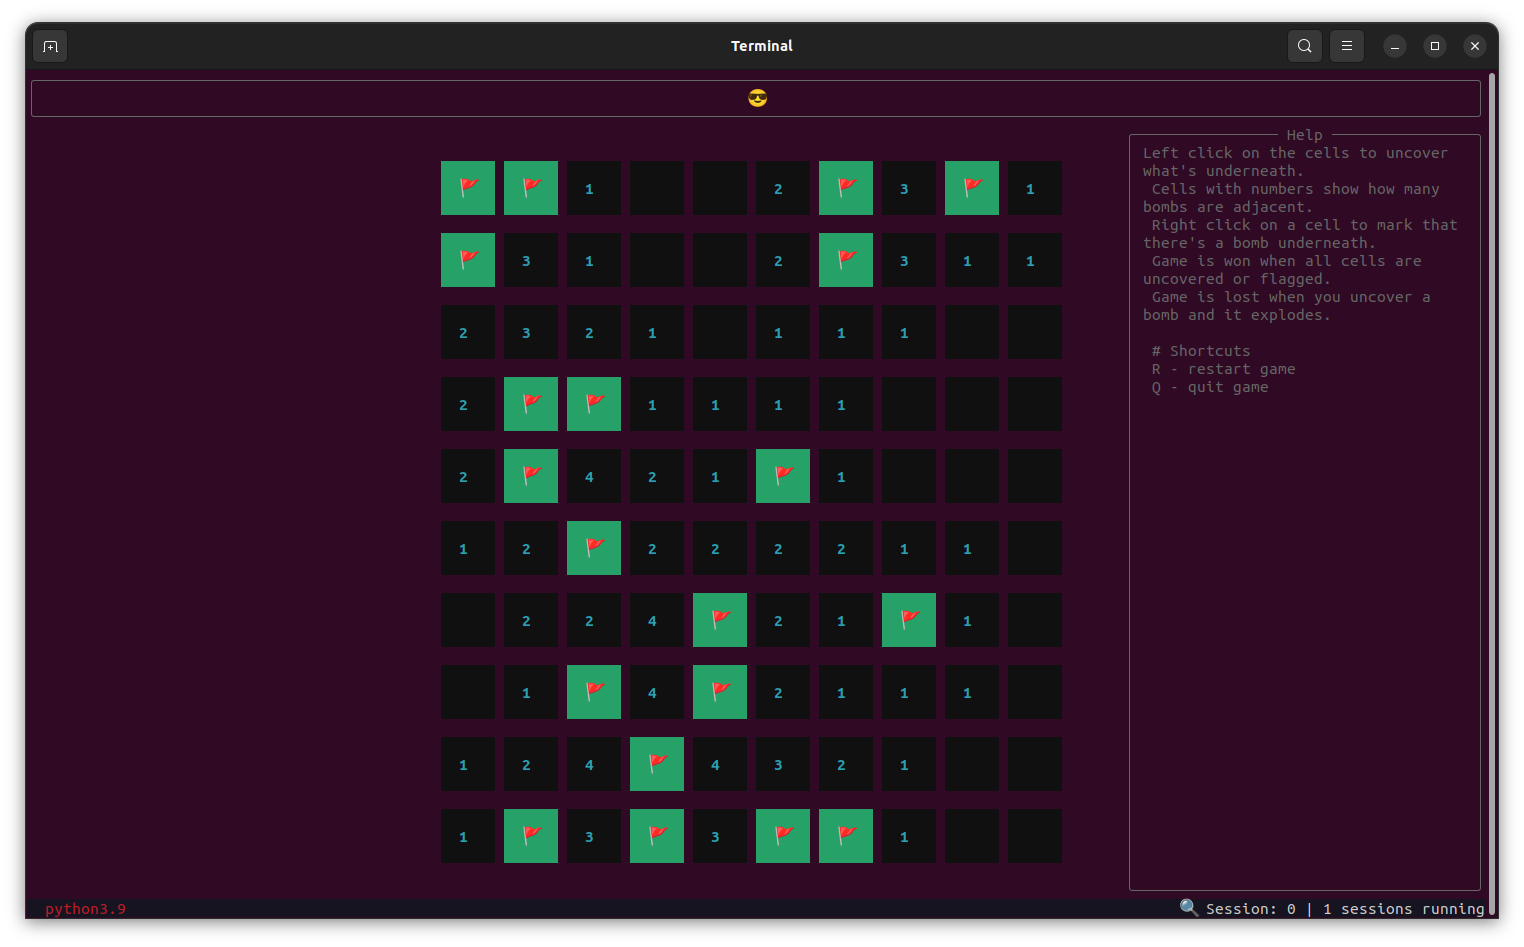 Terminal
😎
Help
Left click on the cells to uncover
what's underneath.
Cells with numbers show how many
bombs are adjacent.
Right click on a cell to mark that
there's a bomb underneath.
Game is won when all cells are
uncovered or flagged.
Game is lost when you uncover a
bomb and it explodes.
# Shortcuts
R - restart game
Q - quit game
🚩 🚩 1 2 🚩 3 🚩 1
🚩 3 1 2 🚩 3 1 1
2 3 2 1 1 1 1
2 🚩 🚩 1 1 1 1
2 🚩 4 2 1 🚩 1
1 2 🚩 2 2 2 2 1 1
2 2 4 🚩 2 1 🚩 1
1 🚩 4 🚩 2 1 1 1
1 2 4 🚩 4 3 2 1
1 🚩 3 🚩 3 🚩 🚩 1
python3.9
🔍 Session: 0 | 1 sessions running